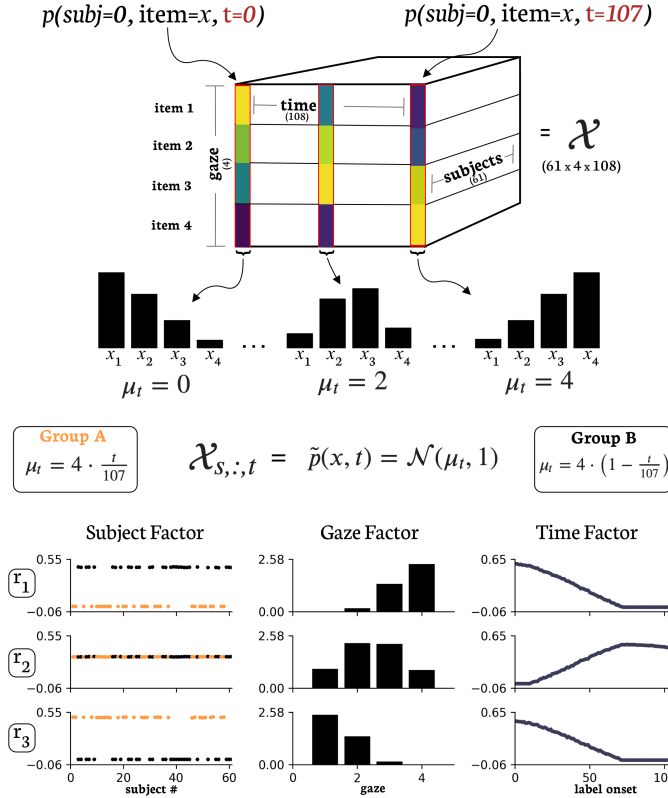 p(subj=0, item=x, t=0)
p(subj=0, item=x, t=107)
item 1
item 2
item 3
item 4
gaze
(4)
time
(108)
subjects
(61)
= 𝒳
(61 x 4 x 108)
x₁ x₂ x₃ x₄ ... x₁ x₂ x₃ x₄ ... x₁ x₂ x₃ x₄
μₜ = 0
μₜ = 2
μₜ = 4
Group A
μₜ = 4 · t/107
𝒳ₛ,:,ₜ = p̃(x, t) = 𝒩(μₜ, 1)
Group B
μₜ = 4 · (1 − t/107)
Subject Factor
Gaze Factor
Time Factor
r₁
0.55
−0.06
2.58
0.00
0.65
−0.06
r₂
0.55
−0.06
2.58
0.00
0.65
−0.06
r₃
0.55
−0.06
2.58
0.00
0.65
−0.06
0 20 40 60
0 2 4
0 50
subject #
gaze
label onset